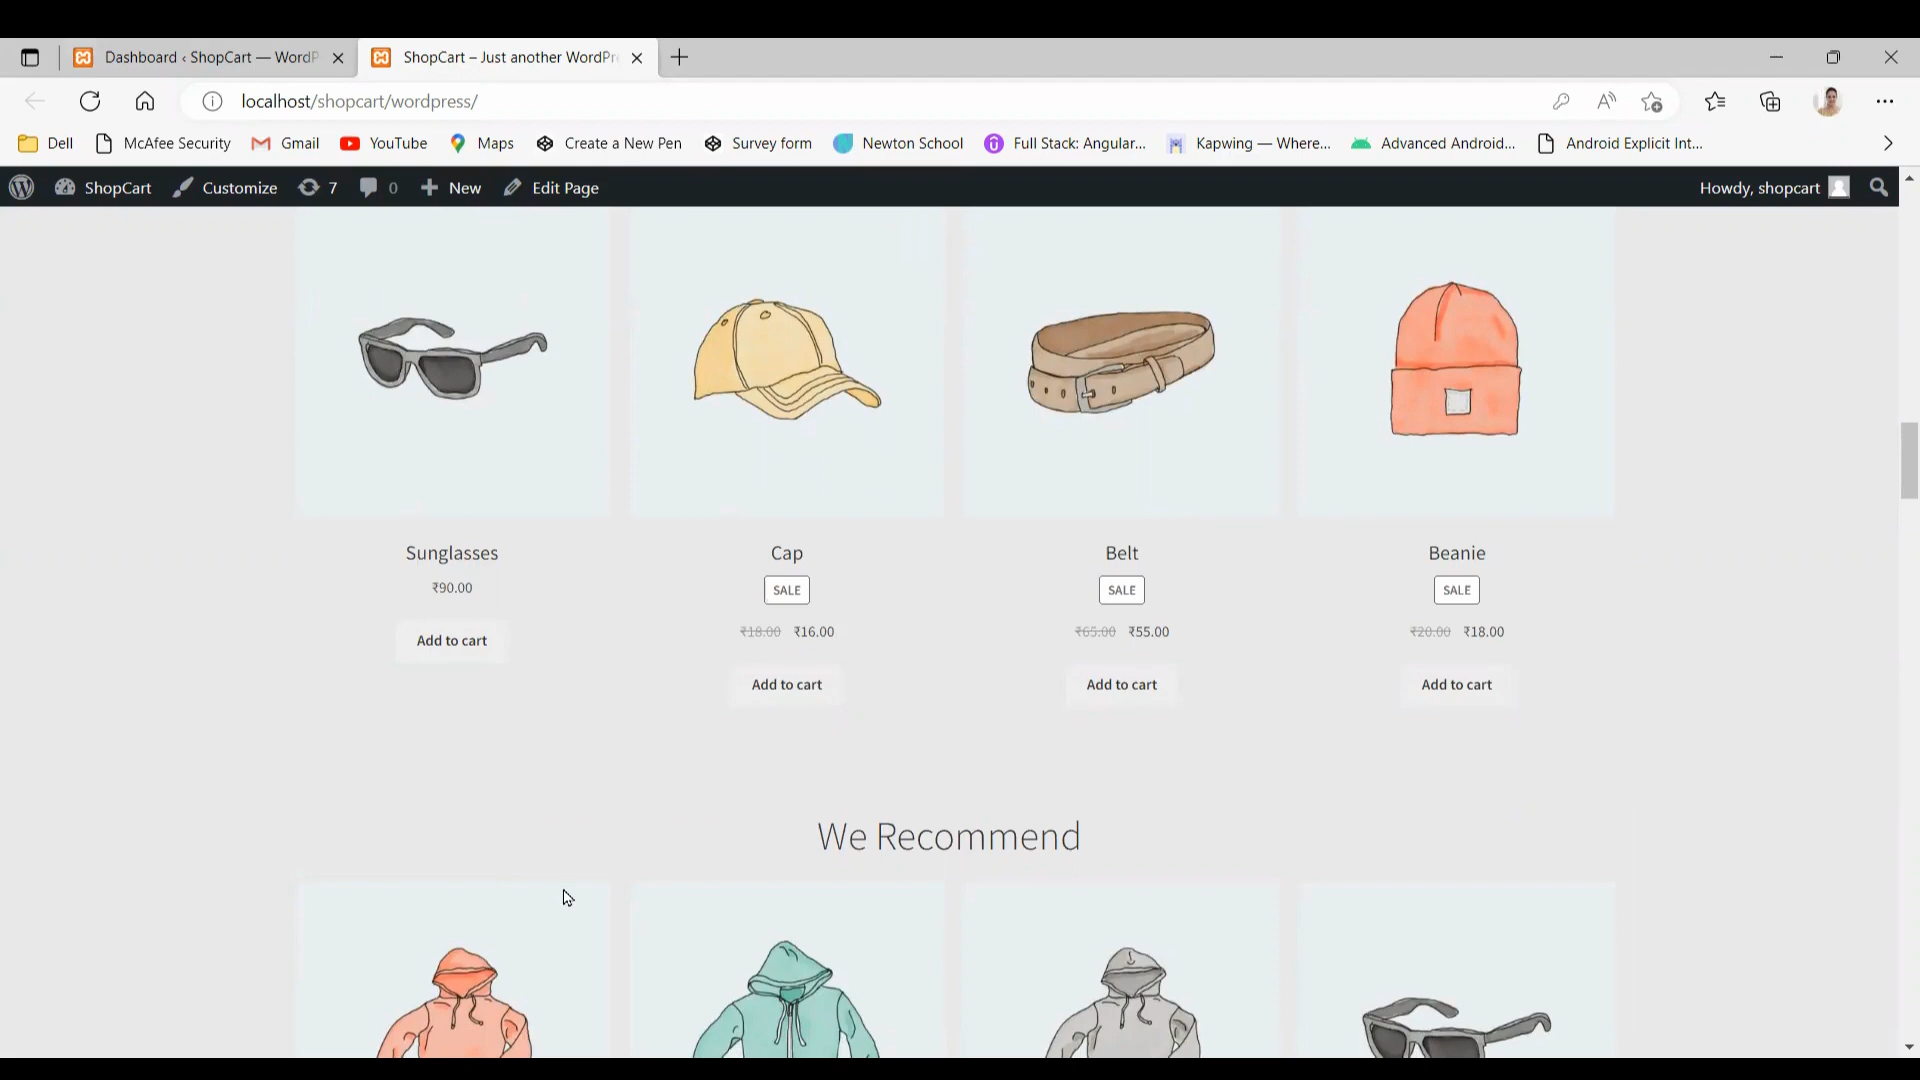 Dashboard ‹ ShopCart — WordP
ShopCart – Just another WordPr
localhost/shopcart/wordpress/
Dell
McAfee Security
Gmail
YouTube
Maps
Create a New Pen
Survey form
Newton School
Full Stack: Angular...
Kapwing — Where...
Advanced Android...
Android Explicit Int...
ShopCart
Customize
7
0
New
Edit Page
Howdy, shopcart
Sunglasses
Cap
Belt
Beanie
₹90.00
SALE
SALE
SALE
₹18.00 ₹16.00
₹65.00 ₹55.00
₹20.00 ₹18.00
Add to cart
Add to cart
Add to cart
Add to cart
We Recommend